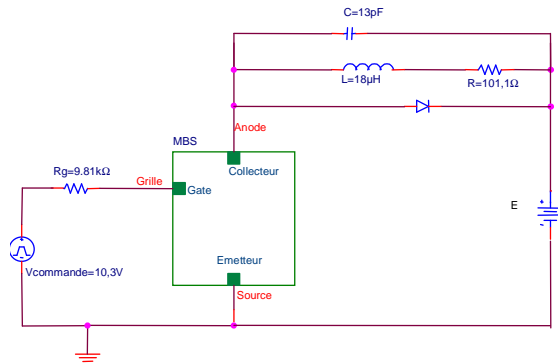 C=13pF
L=18µH
R=101,1Ω
Anode
MBS
Rg=9.81kΩ
Grille
Collecteur
Gate
E
Vcommande=10,3V
Emetteur
Source